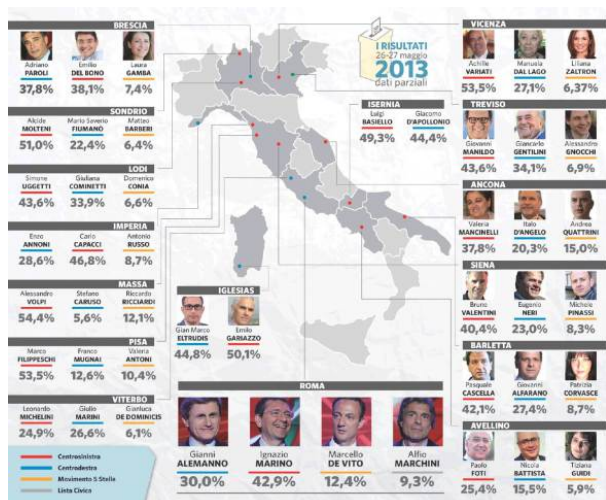 I RISULTATI
26-27 maggio
2013
dati parziali
BRESCIA
Adriano PAROLI
37,8%
Emilio DEL BONO
38,1%
Laura GAMBA
7,4%
SONDRIO
Alcide MOLTENI
51,0%
Mario Saverio FIUMANÒ
22,4%
Matteo BARBERI
6,4%
LODI
Simone UGGETTI
43,6%
Giuliana COMINETTI
33,9%
Domenico CONIA
6,6%
IMPERIA
Enzo ANNONI
28,6%
Carlo CAPACCI
46,8%
Antonio RUSSO
8,7%
MASSA
Alessandro VOLPI
54,4%
Stefano CARUSO
5,6%
Riccardo RICCIARDI
12,1%
PISA
Marco FILIPPESCHI
53,5%
Franco MUGNAI
12,6%
Valeria ANTONI
10,4%
VITERBO
Leonardo MICHELINI
24,9%
Giulio MARINI
26,6%
Gianluca DE DOMINICIS
6,1%
Centrosinistra
Centrodestra
Movimento 5 Stelle
Lista Civica
ISERNIA
Luigi BASIELLO
49,3%
Giacomo D'APOLLONIO
44,4%
IGLESIAS
Gian Marco ELTRUDIS
44,8%
Emilio GARIAZZO
50,1%
ROMA
Gianni ALEMANNO
30,0%
Ignazio MARINO
42,9%
Marcello DE VITO
12,4%
Alfio MARCHINI
9,3%
VICENZA
Achille VARIATI
53,5%
Manuela DAL LAGO
27,1%
Liliana ZALTRON
6,37%
TREVISO
Giovanni MANILDO
43,6%
Giancarlo GENTILINI
34,1%
Alessandro GNOCCHI
6,9%
ANCONA
Valeria MANCINELLI
37,8%
Italo D'ANGELO
20,3%
Andrea QUATTRINI
15,0%
SIENA
Bruno VALENTINI
40,4%
Eugenio NERI
23,0%
Michele PINASSI
8,3%
BARLETTA
Pasquale CASCELLA
42,1%
Giovanni ALFARANO
27,4%
Patrizia CORVASCE
8,7%
AVELLINO
Paolo FOTI
25,4%
Nicola BATTISTA
15,5%
Tiziana GUIDI
5,9%